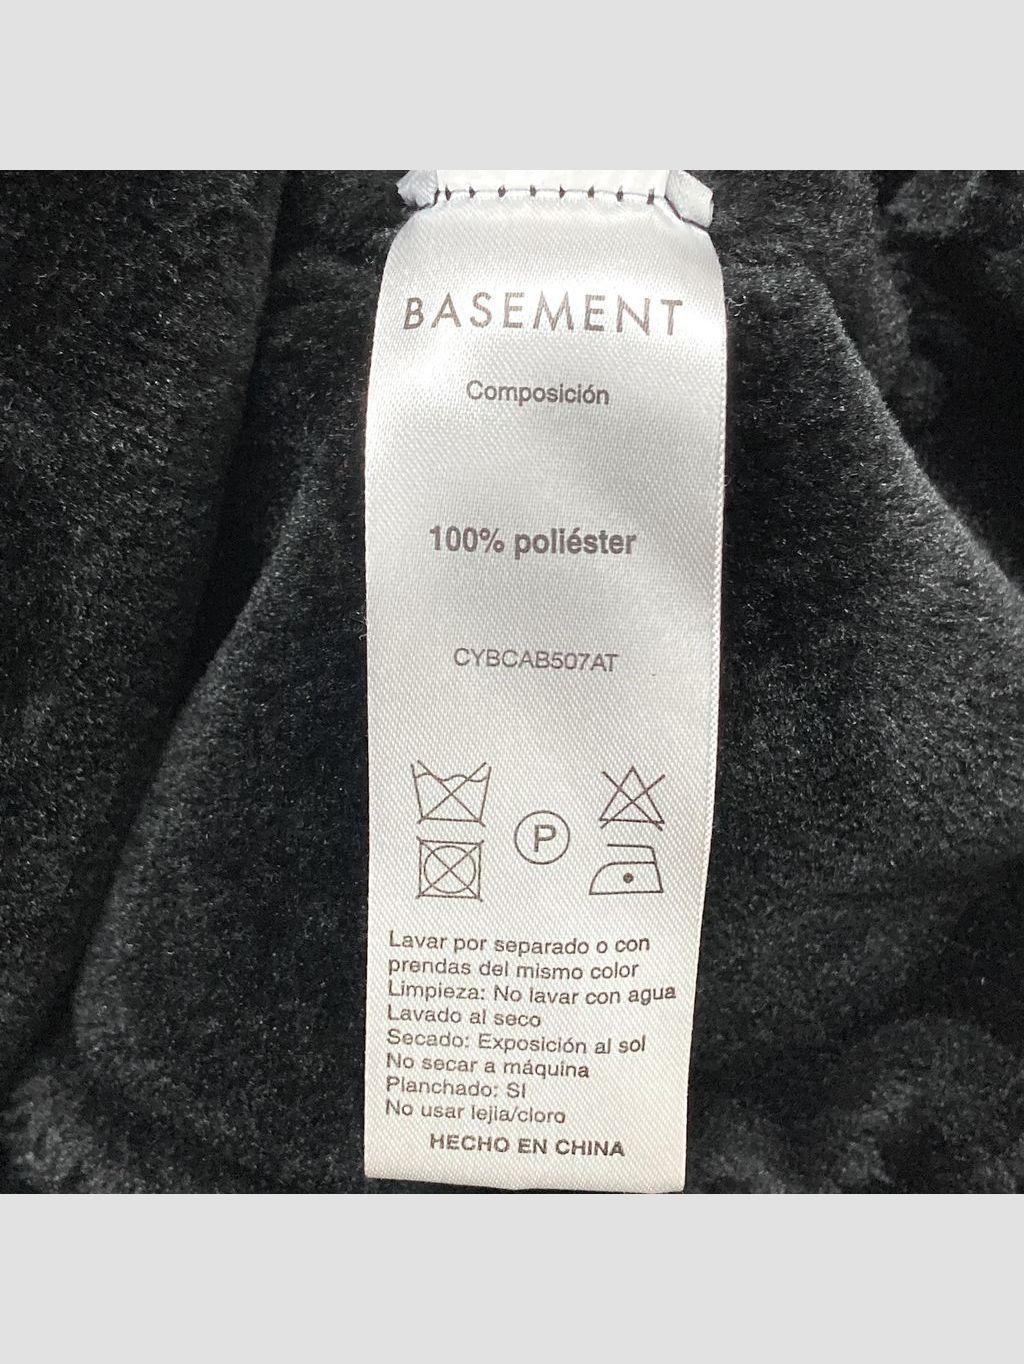 BASEMENT
Composición
100% poliéster
CYBCAB507AT
P
Lavar por separado o con
prendas del mismo color
Limpieza: No lavar con agua
Lavado al seco
Secado: Exposición al sol
No secar a máquina
Planchado: SI
No usar lejia/cloro
HECHO EN CHINA